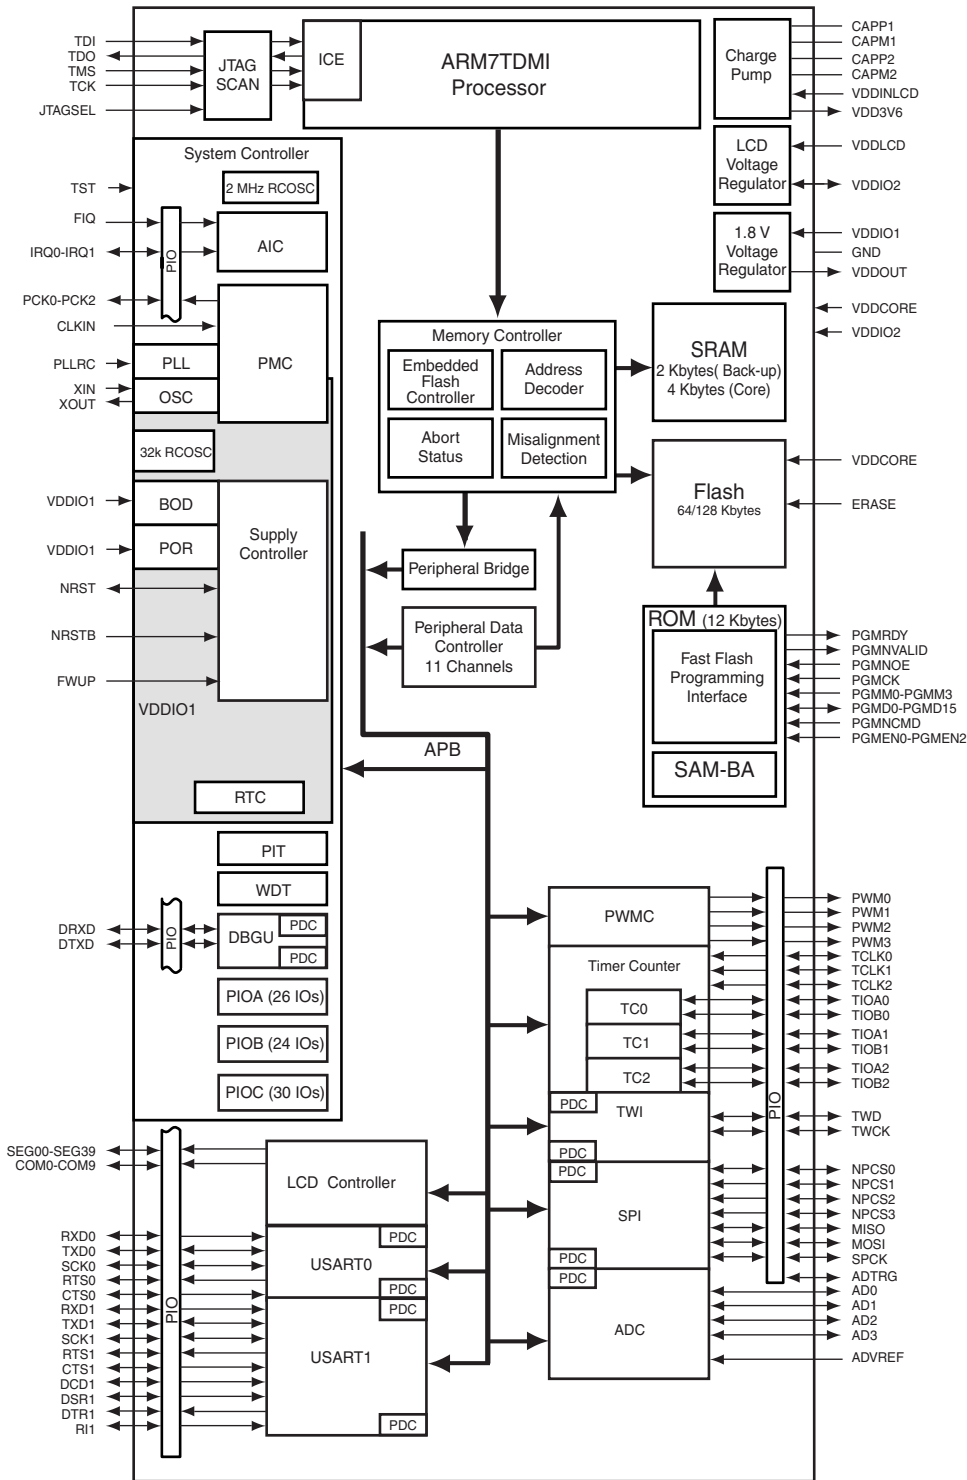 TDI
TDO
TMS
TCK
JTAGSEL
JTAG
SCAN
ICE
ARM7TDMI
Processor
Charge
Pump
CAPP1
CAPM1
CAPP2
CAPM2
VDDINLCD
VDD3V6
LCD
Voltage
Regulator
VDDLCD
VDDIO2
1.8 V
Voltage
Regulator
VDDIO1
GND
VDDOUT
VDDCORE
VDDIO2
System Controller
2 MHz RCOSC
TST
FIQ
IRQ0-IRQ1
PCK0-PCK2
CLKIN
PLLRC
XIN
XOUT
PIO
AIC
PMC
PLL
OSC
32k RCOSC
VDDIO1
VDDIO1
NRST
NRSTB
FWUP
BOD
POR
Supply
Controller
VDDIO1
RTC
Memory Controller
Embedded
Flash
Controller
Address
Decoder
Abort
Status
Misalignment
Detection
SRAM
2 Kbytes( Back-up)
4 Kbytes (Core)
Flash
64/128 Kbytes
VDDCORE
ERASE
Peripheral Bridge
Peripheral Data
Controller
11 Channels
APB
ROM (12 Kbytes)
Fast Flash
Programming
Interface
SAM-BA
PGMRDY
PGMNVALID
PGMNOE
PGMCK
PGMM0-PGMM3
PGMD0-PGMD15
PGMNCMD
PGMEN0-PGMEN2
PIT
WDT
DRXD
DTXD
PIO
DBGU
PDC
PDC
PIOA (26 IOs)
PIOB (24 IOs)
PIOC (30 IOs)
SEG00-SEG39
COM0-COM9
RXD0
TXD0
SCK0
RTS0
CTS0
RXD1
TXD1
SCK1
RTS1
CTS1
DCD1
DSR1
DTR1
RI1
PIO
LCD Controller
USART0
PDC
PDC
USART1
PDC
PDC
PWMC
Timer Counter
TC0
TC1
TC2
PDC
TWI
PDC
PDC
SPI
PDC
PDC
ADC
PIO
PWM0
PWM1
PWM2
PWM3
TCLK0
TCLK1
TCLK2
TIOA0
TIOB0
TIOA1
TIOB1
TIOA2
TIOB2
TWD
TWCK
NPCS0
NPCS1
NPCS2
NPCS3
MISO
MOSI
SPCK
ADTRG
AD0
AD1
AD2
AD3
ADVREF